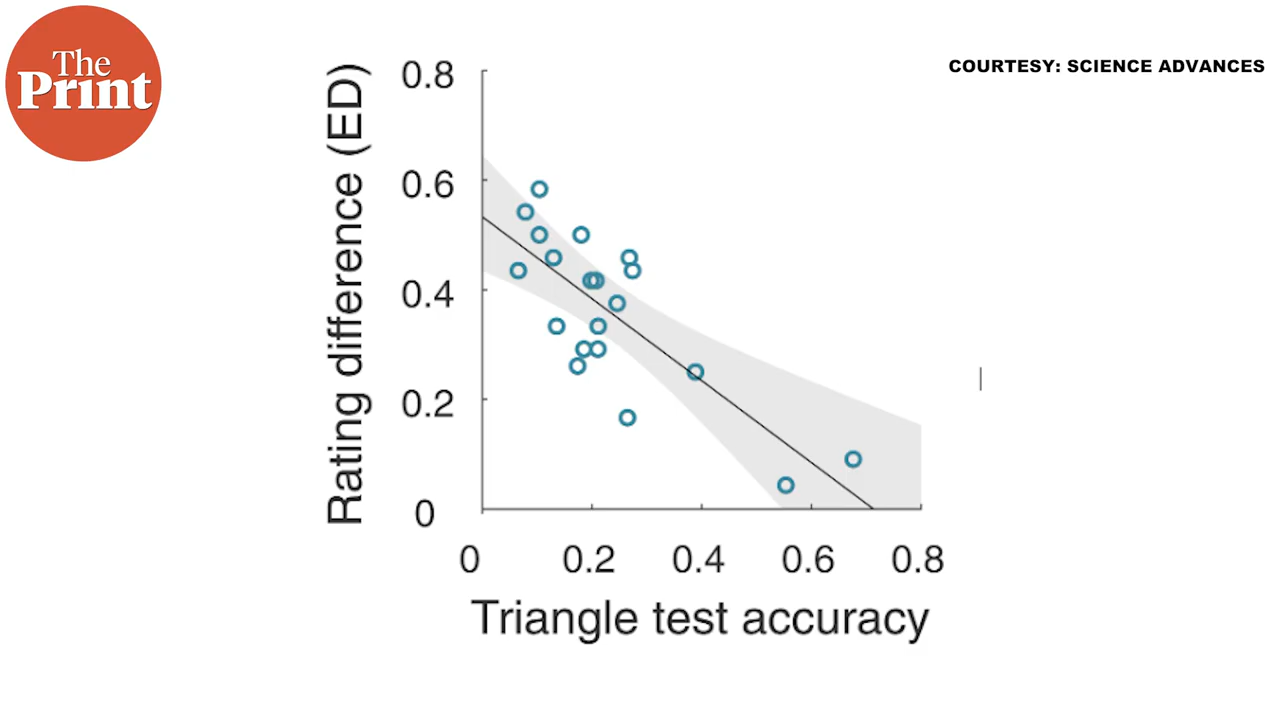 The
Print
COURTESY: SCIENCE ADVANCES
Rating difference (ED)
0.8
0.6
0.4
0.2
0
0 0.2 0.4 0.6 0.8
Triangle test accuracy